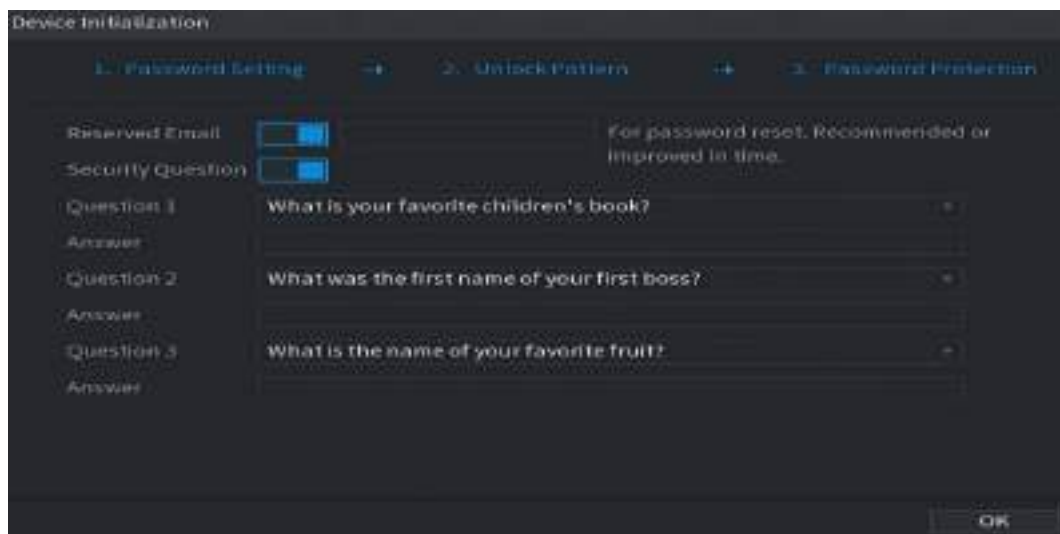 Device Initialization
1. Password Setting → 2. Unlock Pattern → 3. Password Protection
Reserved Email
For password reset. Recommended or
improved in time.
Security Question
Question 1 What is your favorite children's book?
Answer
Question 2 What was the first name of your first boss?
Answer
Question 3 What is the name of your favorite fruit?
Answer
OK